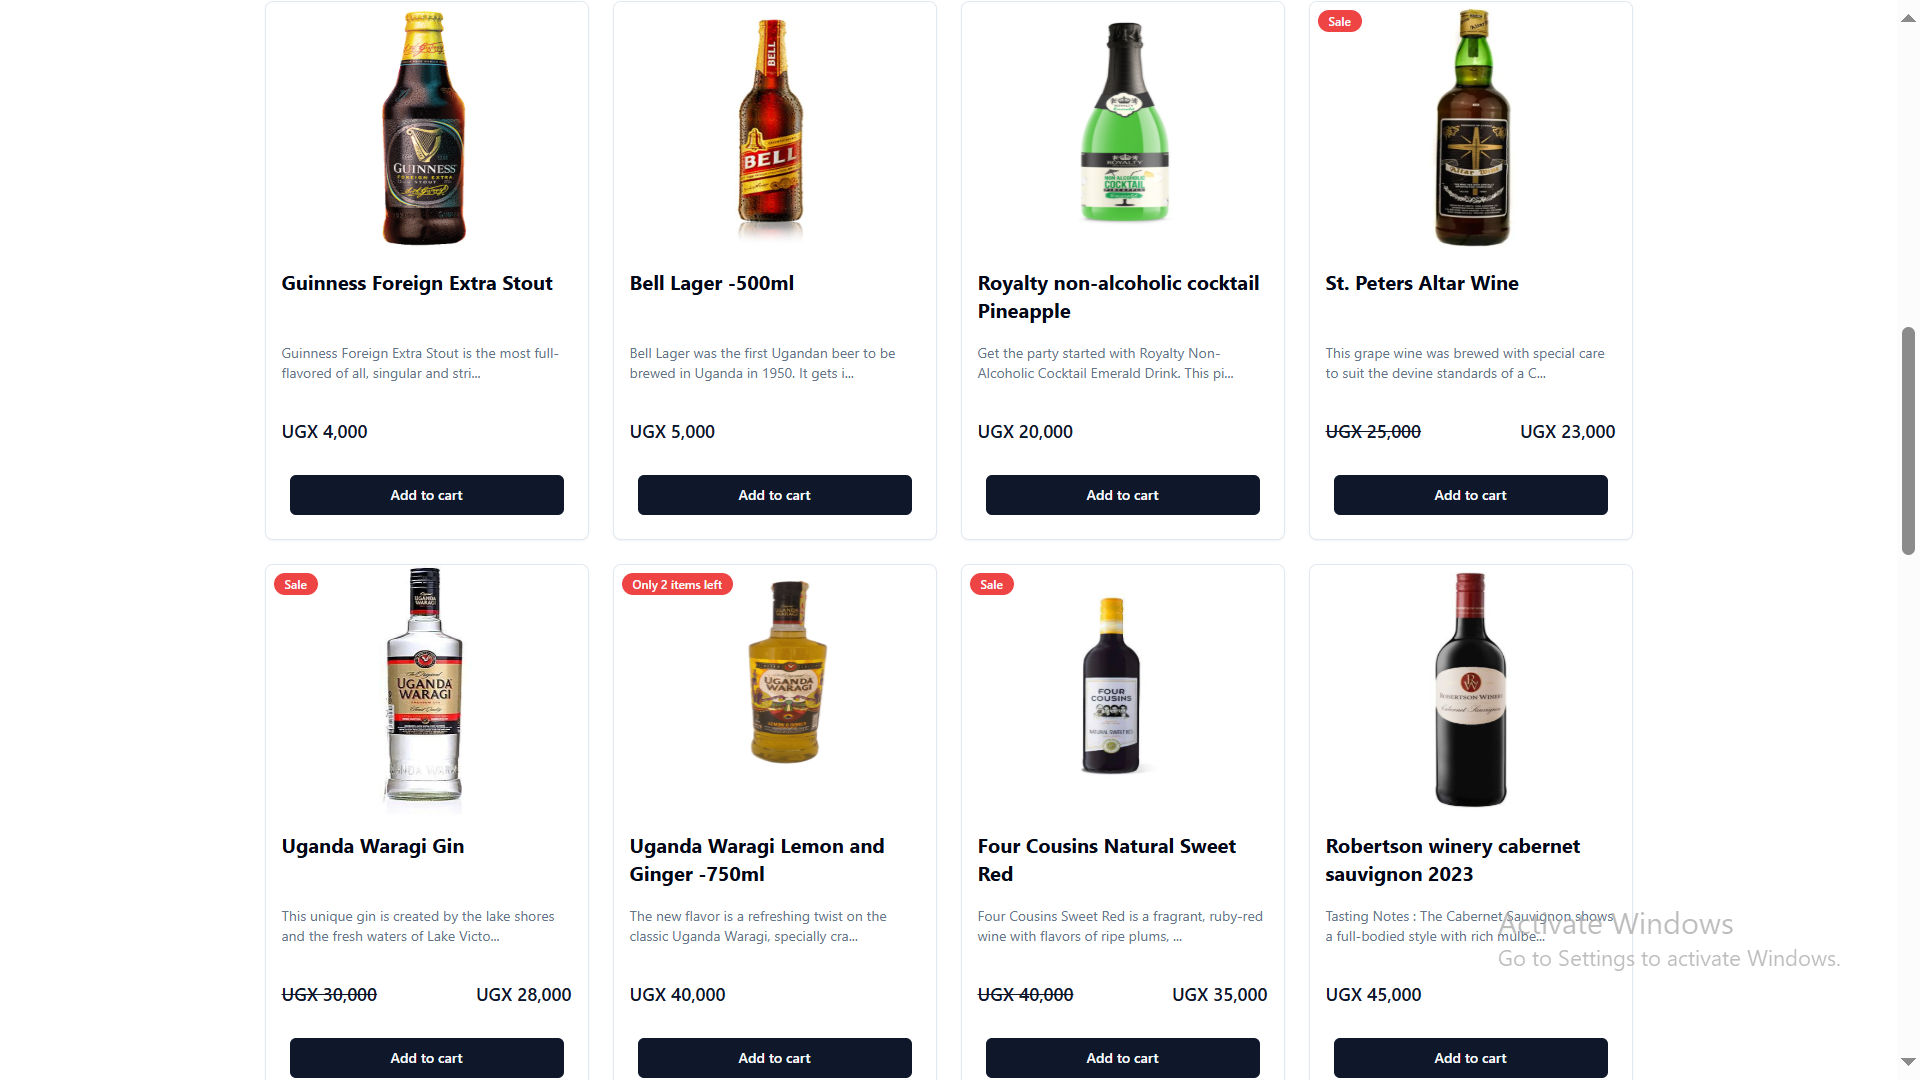 Sale
GUINNESS
FOREIGN EXTRA
STOUT
BELL
BELL
ROYALTY
NON ALCOHOLIC
COCKTAIL
PINEAPPLE
Altar Wine
Guinness Foreign Extra Stout
Bell Lager -500ml
Royalty non-alcoholic cocktail
Pineapple
St. Peters Altar Wine
Guinness Foreign Extra Stout is the most full-
flavored of all, singular and stri...
Bell Lager was the first Ugandan beer to be
brewed in Uganda in 1950. It gets i...
Get the party started with Royalty Non-
Alcoholic Cocktail Emerald Drink. This pi...
This grape wine was brewed with special care
to suit the devine standards of a C...
UGX 4,000
UGX 5,000
UGX 20,000
UGX 25,000
UGX 23,000
Add to cart
Add to cart
Add to cart
Add to cart
Sale
Only 2 items left
Sale
UGANDA
WARAGI
UGANDA
WARAGI
UGANDA
WARAGI
FOUR
COUSINS
NATURAL SWEET RED
ROBERTSON WINERY
Cabernet Sauvignon
Uganda Waragi Gin
Uganda Waragi Lemon and
Ginger -750ml
Four Cousins Natural Sweet
Red
Robertson winery cabernet
sauvignon 2023
This unique gin is created by the lake shores
and the fresh waters of Lake Victo...
The new flavor is a refreshing twist on the
classic Uganda Waragi, specially cra...
Four Cousins Sweet Red is a fragrant, ruby-red
wine with flavors of ripe plums, ...
Tasting Notes : The Cabernet Sauvignon shows
a full-bodied style with rich mulbe...
Activate Windows
Go to Settings to activate Windows.
UGX 30,000
UGX 28,000
UGX 40,000
UGX 40,000
UGX 35,000
UGX 45,000
Add to cart
Add to cart
Add to cart
Add to cart